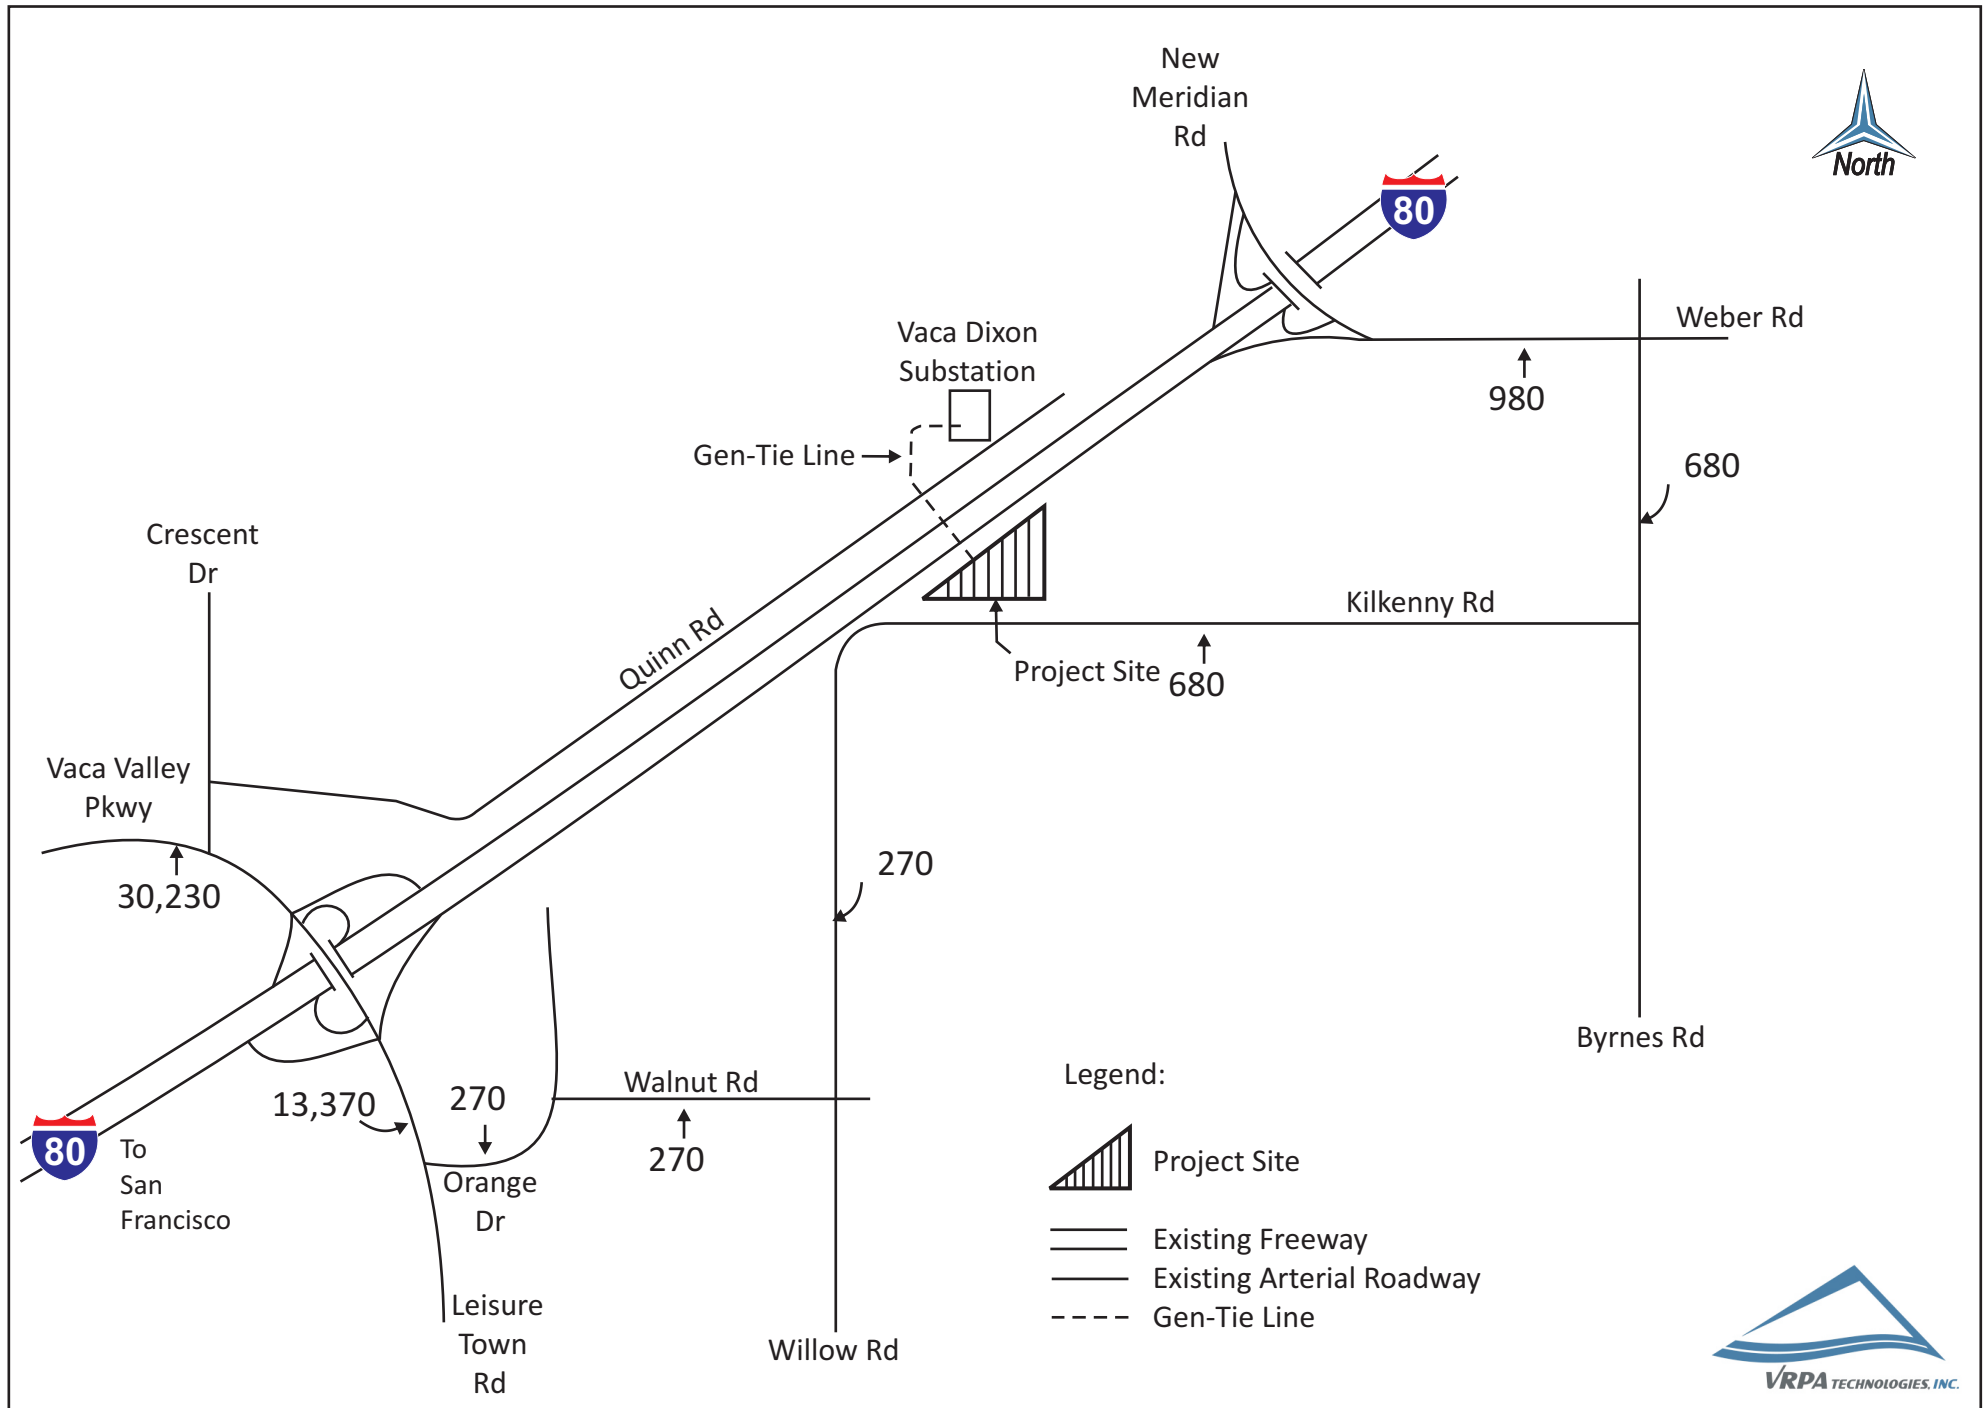 New
Meridian
Rd
North
80
Weber Rd
Vaca Dixon
Substation
980
Gen-Tie Line
680
Crescent
Dr
Kilkenny Rd
Quinn Rd
Project Site
680
Vaca Valley
Pkwy
30,230
270
Byrnes Rd
Legend:
Walnut Rd
13,370
270
270
80
To
San
Francisco
Orange
Dr
Project Site
Existing Freeway
Existing Arterial Roadway
Gen-Tie Line
Leisure
Town
Rd
Willow Rd
VRPA TECHNOLOGIES, INC.